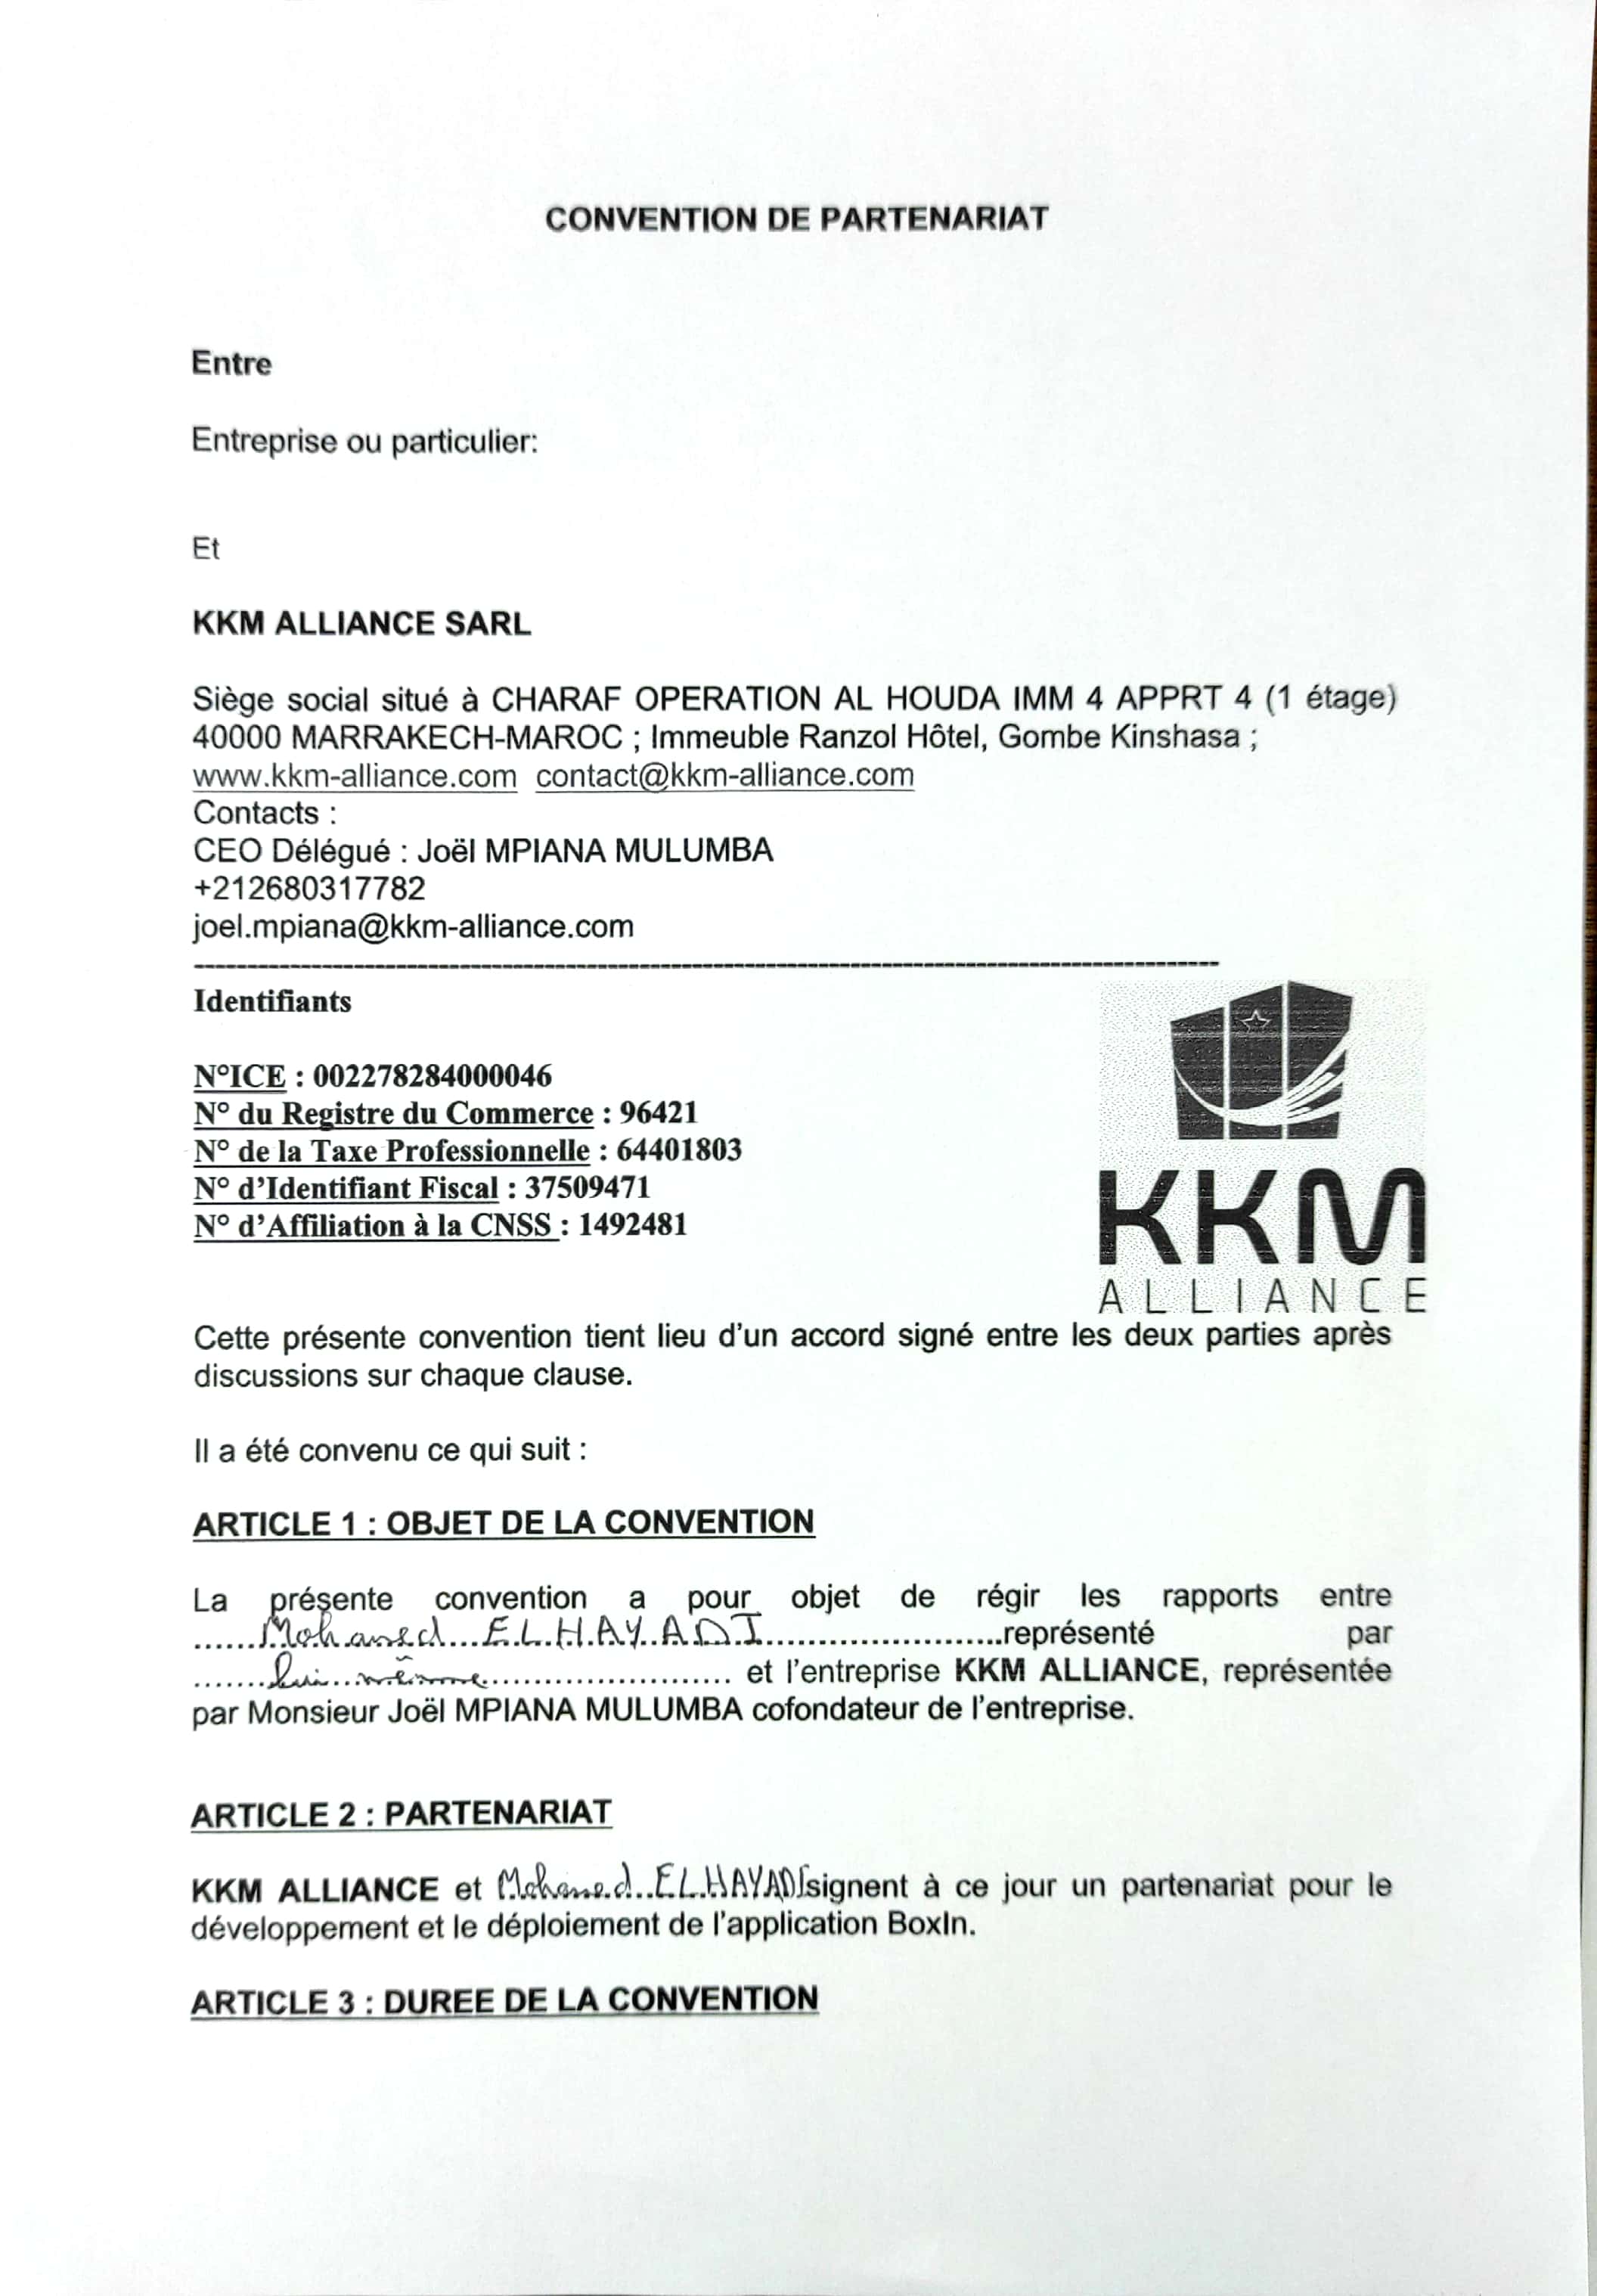 CONVENTION DE PARTENARIAT
Entre
Entreprise ou particulier:
Et
KKM ALLIANCE SARL
Siège social situé à CHARAF OPERATION AL HOUDA IMM 4 APPRT 4 (1 étage)
40000 MARRAKECH-MAROC ; Immeuble Ranzol Hôtel, Gombe Kinshasa ;
www.kkm-alliance.com contact@kkm-alliance.com
Contacts :
CEO Délégué : Joël MPIANA MULUMBA
+212680317782
joel.mpiana@kkm-alliance.com
Identifiants
N°ICE : 002278284000046
N° du Registre du Commerce : 96421
N° de la Taxe Professionnelle : 64401803
N° d'Identifiant Fiscal : 37509471
N° d'Affiliation à la CNSS : 1492481
KKM
ALLIANCE
Cette présente convention tient lieu d'un accord signé entre les deux parties après
discussions sur chaque clause.
Il a été convenu ce qui suit :
ARTICLE 1 : OBJET DE LA CONVENTION
La présente convention a pour objet de régir les rapports entre
......Mohamed...EL.HAYADI........................représenté par
.......lui..même......................... et l'entreprise KKM ALLIANCE, représentée
par Monsieur Joël MPIANA MULUMBA cofondateur de l'entreprise.
ARTICLE 2 : PARTENARIAT
KKM ALLIANCE et Mohamed..EL.HAYADI signent à ce jour un partenariat pour le
développement et le déploiement de l'application BoxIn.
ARTICLE 3 : DUREE DE LA CONVENTION